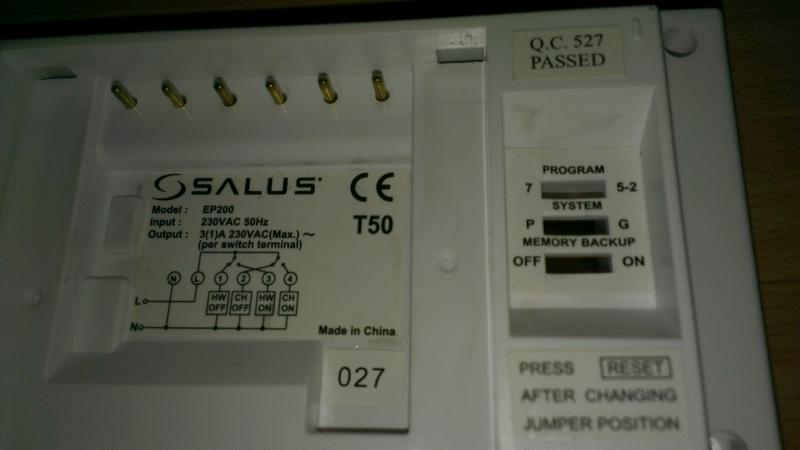 Q.C. 527
PASSED
SALUS CE
Model : EP200
Input : 230VAC 50Hz
Output : 3(1)A 230VAC(Max.) ~
(per switch terminal)
T50
N L 1 2 3 4
HW OFF CH OFF HW ON CH ON
L
N
Made in China
027
PROGRAM
7 5-2
SYSTEM
P G
MEMORY BACKUP
OFF ON
PRESS RESET
AFTER CHANGING
JUMPER POSITION